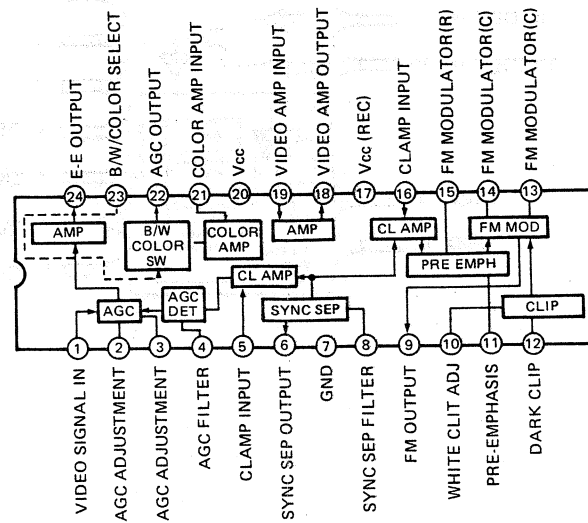 E-E OUTPUT
B/W/COLOR SELECT
AGC OUTPUT
COLOR AMP INPUT
Vcc
VIDEO AMP INPUT
VIDEO AMP OUTPUT
Vcc (REC)
CLAMP INPUT
FM MODULATOR(R)
FM MODULATOR(C)
FM MODULATOR(C)
24
23
22
21
20
19
18
17
16
15
14
13
AMP
B/W
COLOR
SW
COLOR
AMP
AMP
CL AMP
FM MOD
PRE EMPH
CL AMP
AGC
AGC
DET
SYNC SEP
CLIP
1
2
3
4
5
6
7
8
9
10
11
12
VIDEO SIGNAL IN
AGC ADJUSTMENT
AGC ADJUSTMENT
AGC FILTER
CLAMP INPUT
SYNC SEP OUTPUT
GND
SYNC SEP FILTER
FM OUTPUT
WHITE CLIT ADJ
PRE-EMPHASIS
DARK CLIP